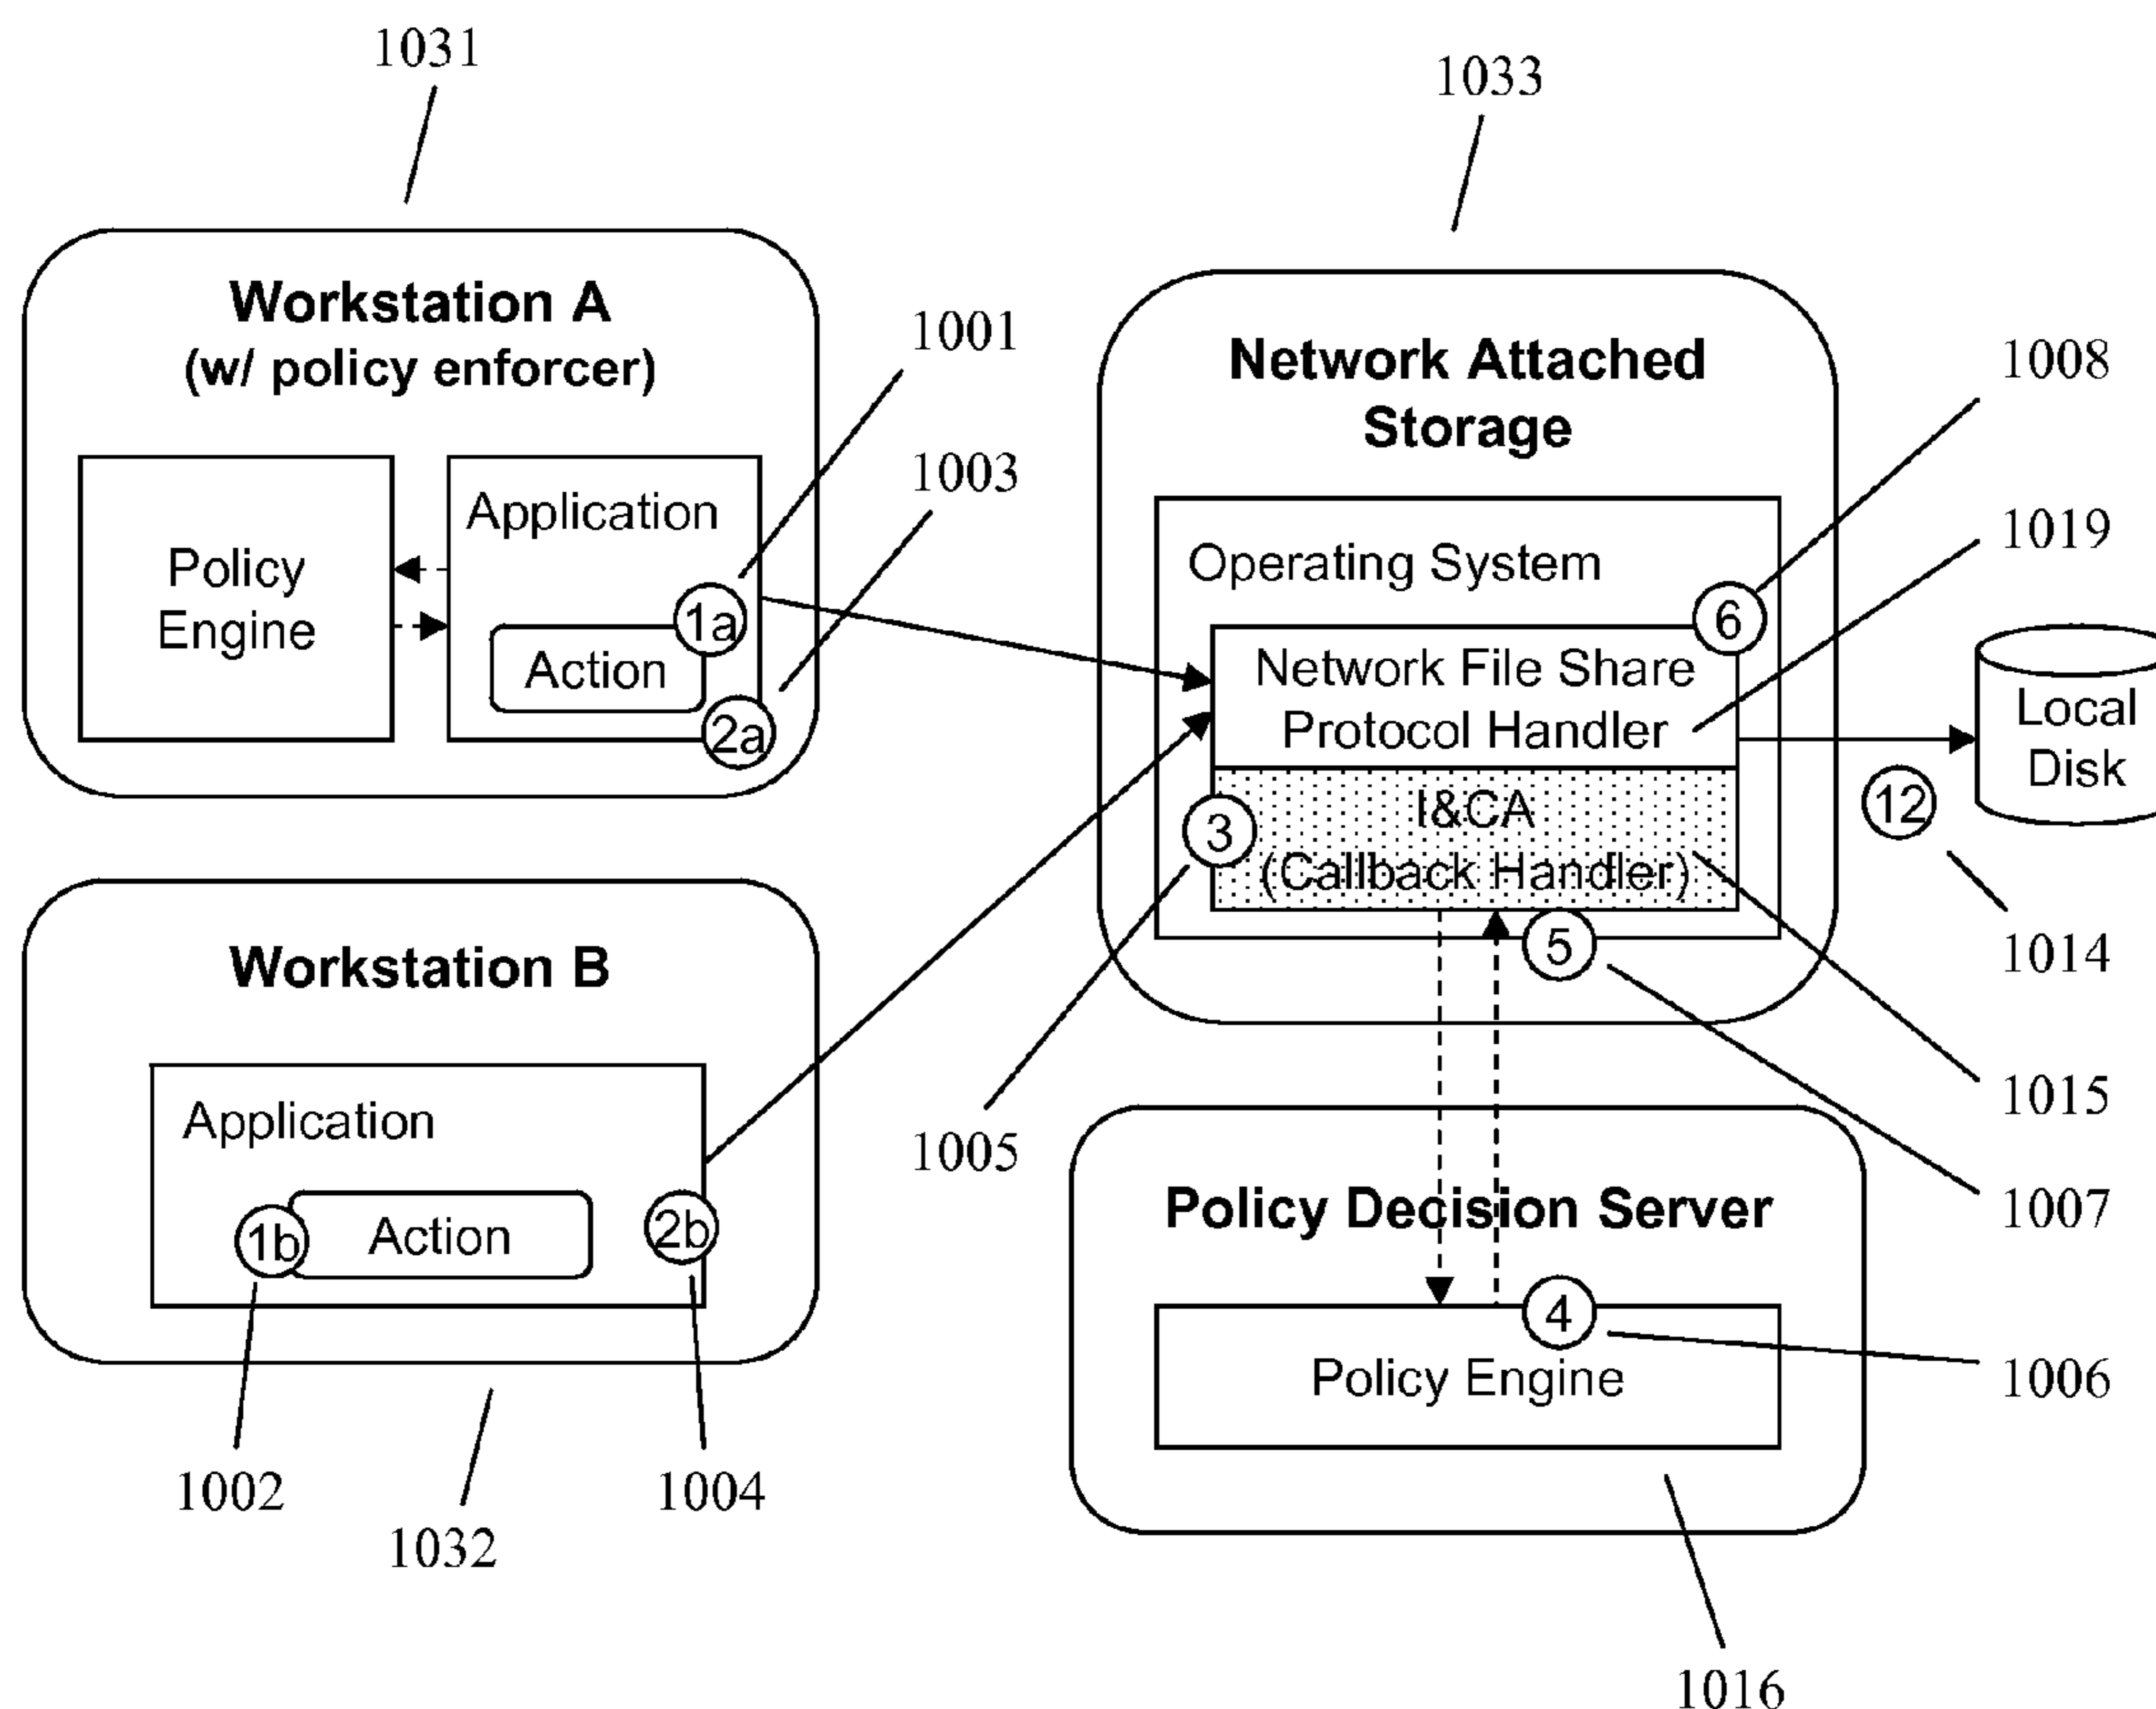 1031
1033
Workstation A
(w/ policy enforcer)
Policy
Engine
Application
Action
1a
2a
1001
1003
Network Attached
Storage
Operating System
6
Network File Share
Protocol Handler
I&CA
(Callback Handler)
3
5
1008
1019
Local
Disk
12
1014
1015
1007
1005
Workstation B
Application
1b
Action
2b
1002
1004
1032
Policy Decision Server
4
Policy Engine
1006
1016